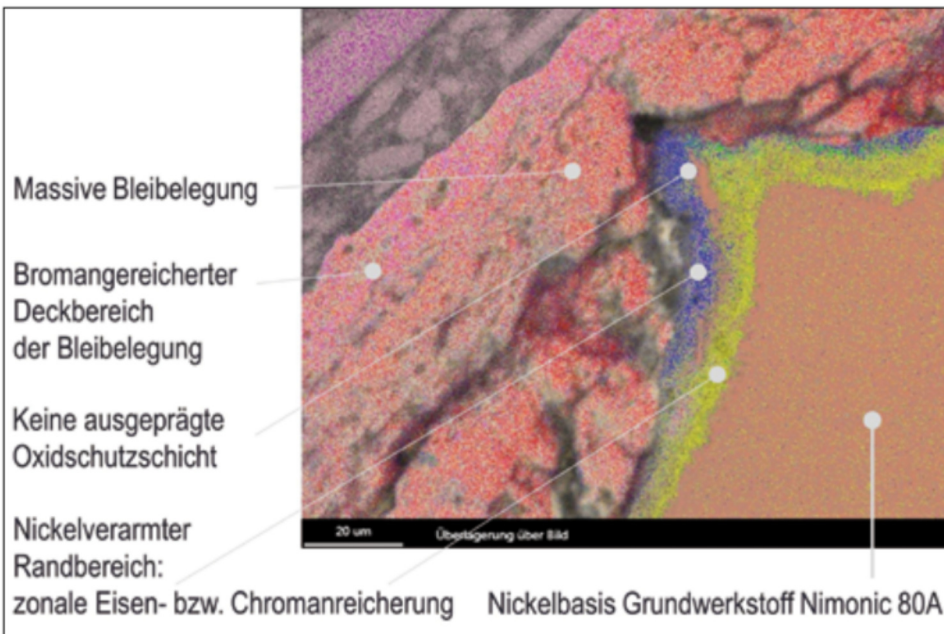 Massive Bleibelegung
Bromangereicherter
Deckbereich
der Bleibelegung
Keine ausgeprägte
Oxidschutzschicht
Nickelverarmter
Randbereich:
zonale Eisen- bzw. Chromanreicherung
Nickelbasis Grundwerkstoff Nimonic 80A
20 um
Überlagerung über Bild